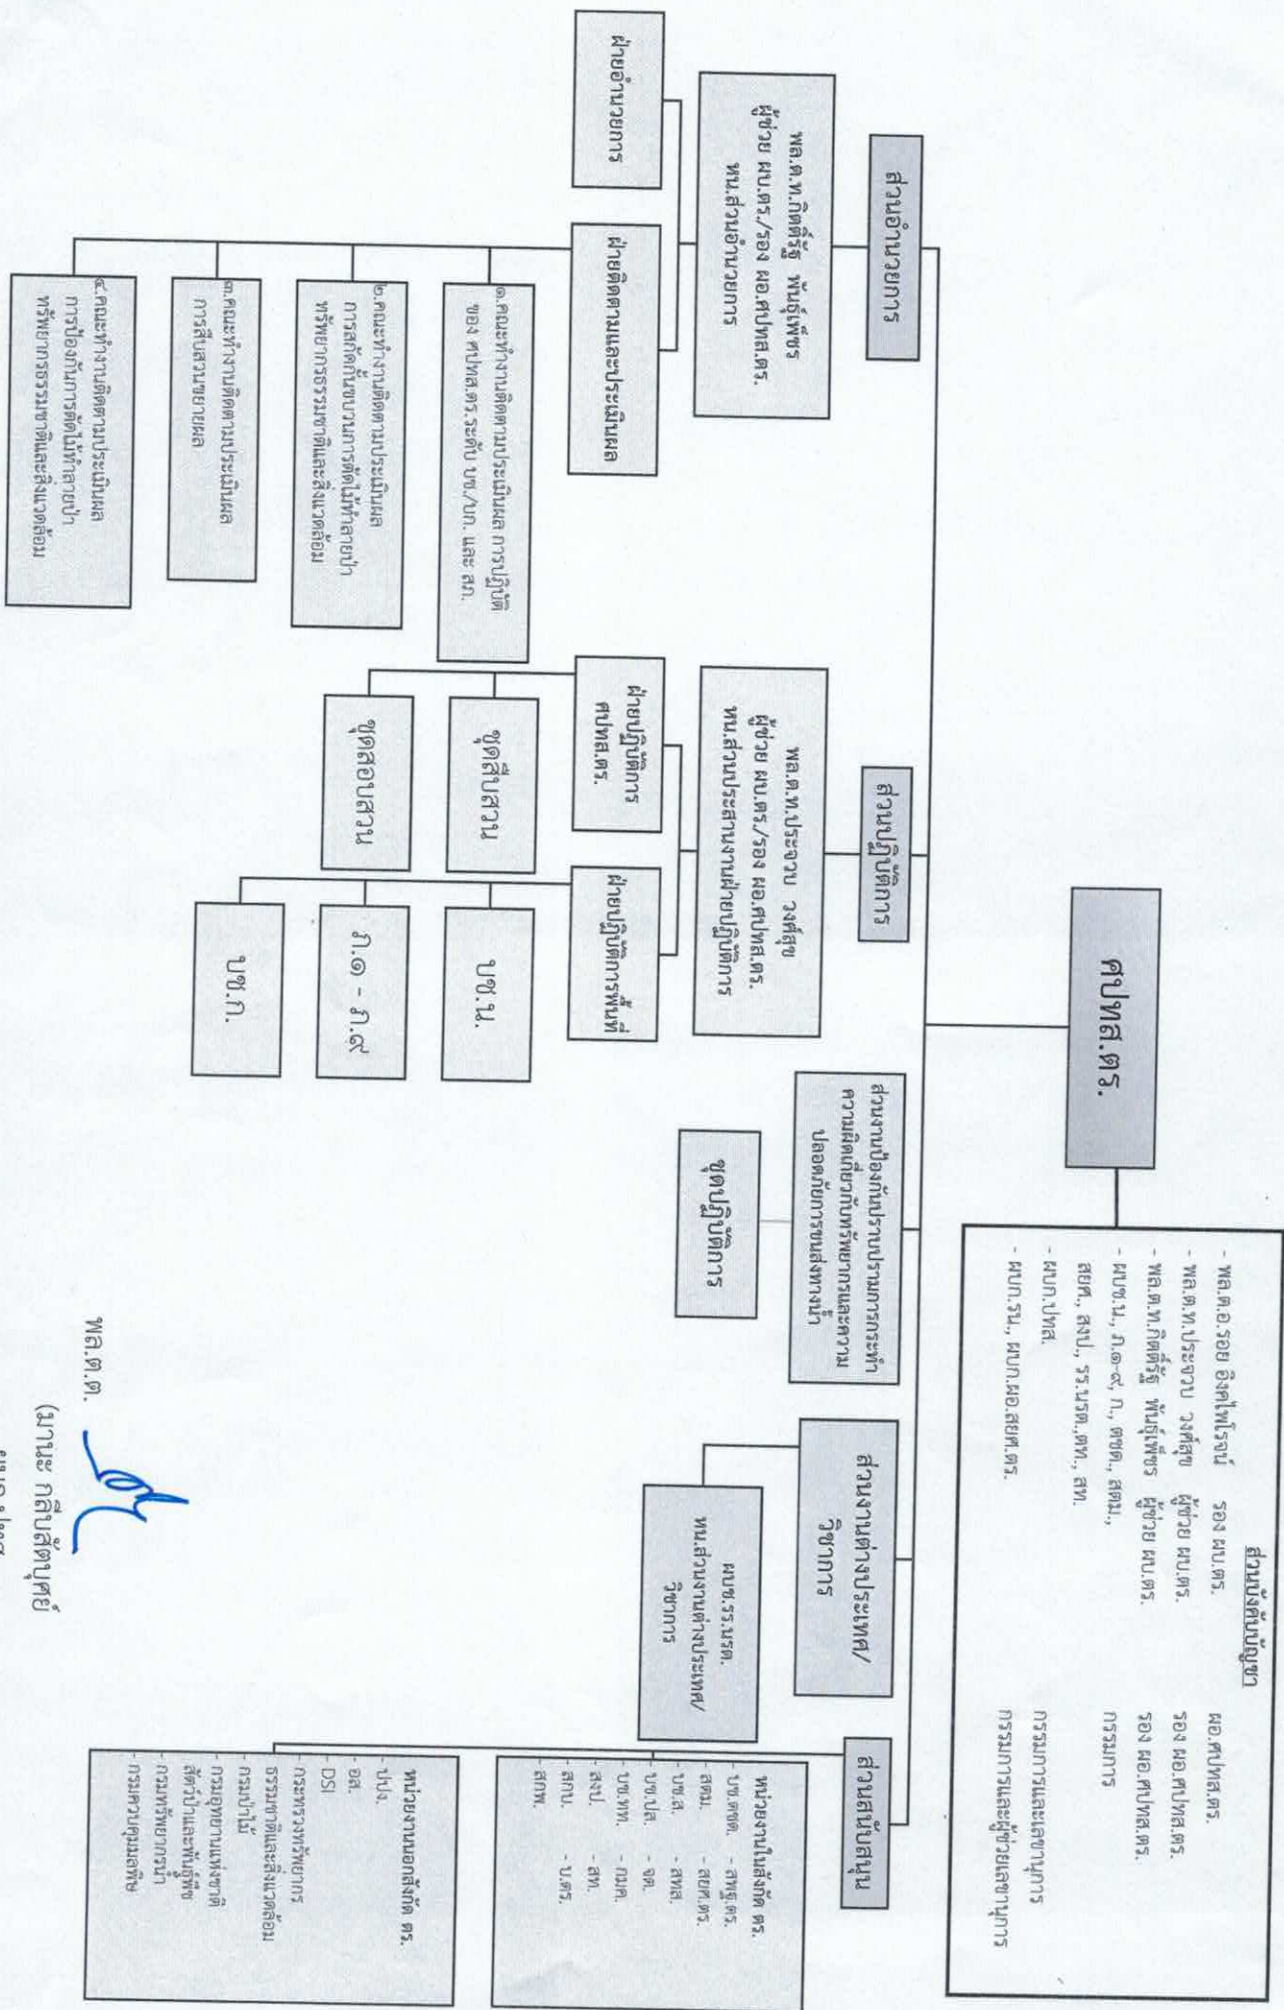 ศปทส.ตร.
ส่วนบังคับบัญชา
- พล.ต.อ.รอย อิงคไพโรจน์ รอง ผบ.ตร. ผอ.ศปทส.ตร.
- พล.ต.ท.ประจวบ วงศ์สุข ผู้ช่วย ผบ.ตร. รอง ผอ.ศปทส.ตร.
- พล.ต.ท.กิตติ์รัฐ พันธุ์เพ็ชร ผู้ช่วย ผบ.ตร. รอง ผอ.ศปทส.ตร.
- ผบช.น., ภ.๑-๙, ก., ตชด., สตม., กรรมการ
สยศ., สงป., รร.นรต.,ตท., สท.
- ผบก.ปทส. กรรมการและเลขานุการ
- ผบก.รน., ผบก.ผอ.สยศ.ตร. กรรมการและผู้ช่วยเลขานุการ
ส่วนอำนวยการ
พล.ต.ท.กิตติ์รัฐ พันธุ์เพ็ชร
ผู้ช่วย ผบ.ตร./รอง ผอ.ศปทส.ตร.
หน.ส่วนอำนวยการ
ฝ่ายอำนวยการ
ฝ่ายติดตามและประเมินผล
๑.คณะทำงานติดตามประเมินผล การปฏิบัติ
ของ ศปทส.ตร.ระดับ บช./บก. และ สภ.
๒.คณะทำงานติดตามประเมินผล
การสกัดกั้นขบวนการตัดไม้ทำลายป่า
ทรัพยากรธรรมชาติและสิ่งแวดล้อม
๓.คณะทำงานติดตามประเมินผล
การสืบสวนขยายผล
๔.คณะทำงานติดตามประเมินผล
การป้องกันการตัดไม้ทำลายป่า
ทรัพยากรธรรมชาติและสิ่งแวดล้อม
ส่วนปฏิบัติการ
พล.ต.ท.ประจวบ วงศ์สุข
ผู้ช่วย ผบ.ตร./รอง ผอ.ศปทส.ตร.
หน.ส่วนประสานงานฝ่ายปฏิบัติการ
ฝ่ายปฏิบัติการ
ศปทส.ตร.
ชุดสืบสวน
ชุดสอบสวน
ฝ่ายปฏิบัติการพื้นที่
บช.น.
ภ.๑ - ภ.๙
บช.ก.
ส่วนงานป้องกันปราบปรามการกระทำ
ความผิดเกี่ยวกับทรัพยากรและความ
ปลอดภัยการขนส่งทางน้ำ
ชุดปฏิบัติการ
ส่วนงานต่างประเทศ/
วิชาการ
ผบช.รร.นรต.
หน.ส่วนงานต่างประเทศ/
วิชาการ
ส่วนสนับสนุน
หน่วยงานในสังกัด ตร.
- บช.ตชด. - สพฐ.ตร.
- สตม. - สยศ.ตร.
- บช.ส. - สทส.
- บช.ปส. - จต.
- บช.ทท. - กมค.
- สงป. - สท.
- สกบ. - บ.ตร.
- สกพ.
หน่วยงานนอกสังกัด ตร.
- ปปง.
- อส.
- DSI
- กระทรวงทรัพยากร
ธรรมชาติและสิ่งแวดล้อม
- กรมป่าไม้
- กรมอุทยานแห่งชาติ
สัตว์ป่าและพันธุ์พืช
- กรมทรัพยากรน้ำ
- กรมควบคุมมลพิษ
พล.ต.ต.
(มานะ กลีบสัตบุศย์)